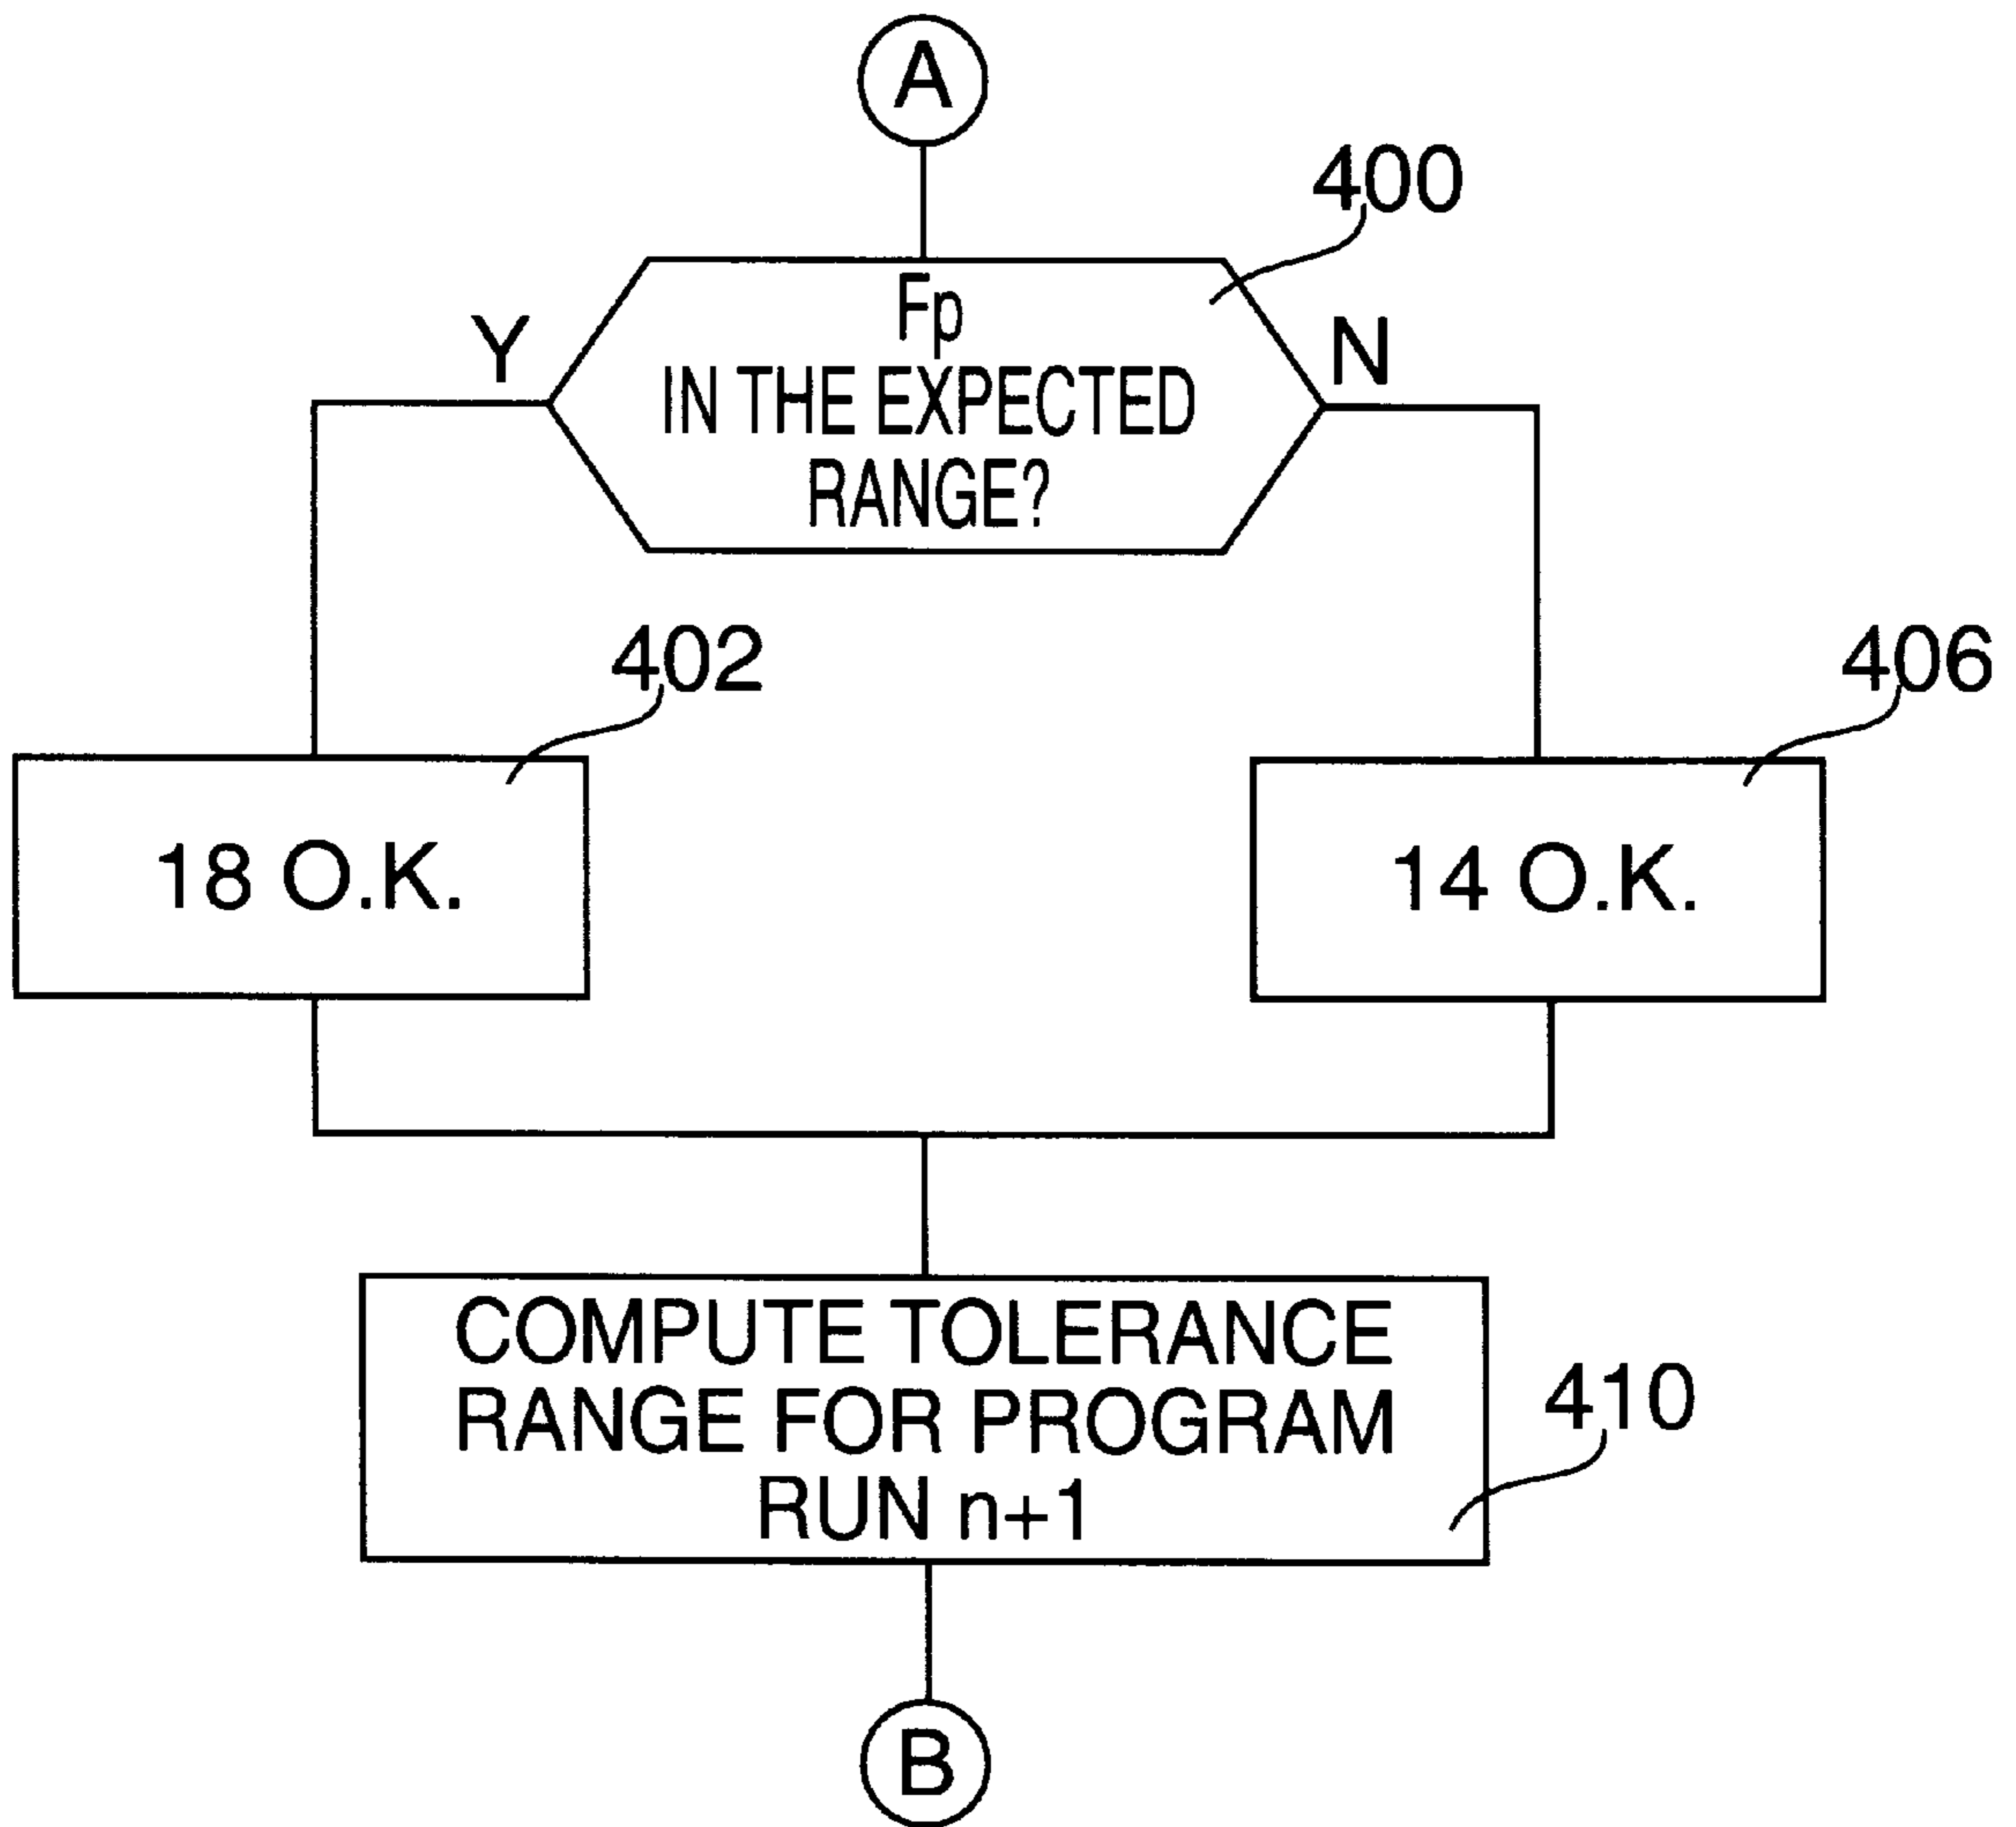 A
400
Fp
Y
N
IN THE EXPECTED
RANGE?
402
406
18 O.K.
14 O.K.
COMPUTE TOLERANCE
RANGE FOR PROGRAM
RUN n+1
410
B